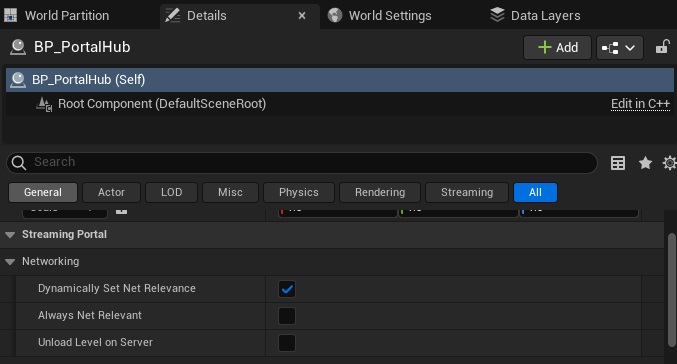 World Partition
Details
World Settings
Data Layers
BP_PortalHub
Add
BP_PortalHub (Self)
Root Component (DefaultSceneRoot)
Edit in C++
Search
General
Actor
LOD
Misc
Physics
Rendering
Streaming
All
Streaming Portal
Networking
Dynamically Set Net Relevance
Always Net Relevant
Unload Level on Server